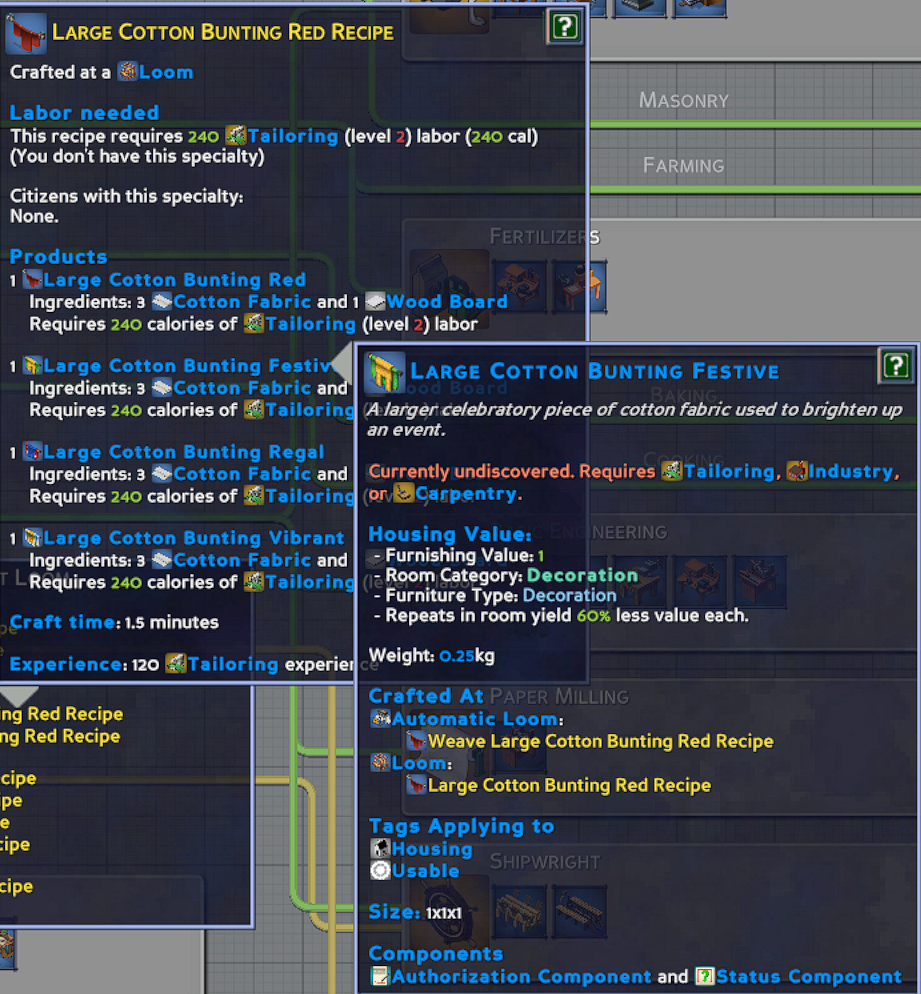 LARGE COTTON BUNTING RED RECIPE
Crafted at a Loom
Labor needed
This recipe requires 240 Tailoring (level 2) labor (240 cal)
(You don't have this specialty)
Citizens with this specialty:
None.
Products
1 Large Cotton Bunting Red
Ingredients: 3 Cotton Fabric and 1 Wood Board
Requires 240 calories of Tailoring (level 2) labor
1 Large Cotton Bunting Festiv
Ingredients: 3 Cotton Fabric and
Requires 240 calories of Tailoring
1 Large Cotton Bunting Regal
Ingredients: 3 Cotton Fabric and
Requires 240 calories of Tailoring
1 Large Cotton Bunting Vibrant
Ingredients: 3 Cotton Fabric and
Requires 240 calories of Tailoring
Craft time: 1.5 minutes
Experience: 120 Tailoring experience
ng Red Recipe
ng Red Recipe
cipe
ipe
e
cipe
cipe
MASONRY
FARMING
FERTILIZERS
LARGE COTTON BUNTING FESTIVE
A larger celebratory piece of cotton fabric used to brighten up
an event.
Currently undiscovered. Requires Tailoring, Industry,
or Carpentry.
Housing Value:
- Furnishing Value: 1
- Room Category: Decoration
- Furniture Type: Decoration
- Repeats in room yield 60% less value each.
Weight: 0.25kg
Crafted At
Automatic Loom:
Weave Large Cotton Bunting Red Recipe
Loom:
Large Cotton Bunting Red Recipe
Tags Applying to
Housing
Usable
Size: 1x1x1
Components
Authorization Component and Status Component
BAKING
COOKING
ENGINEERING
PAPER MILLING
SHIPWRIGHT